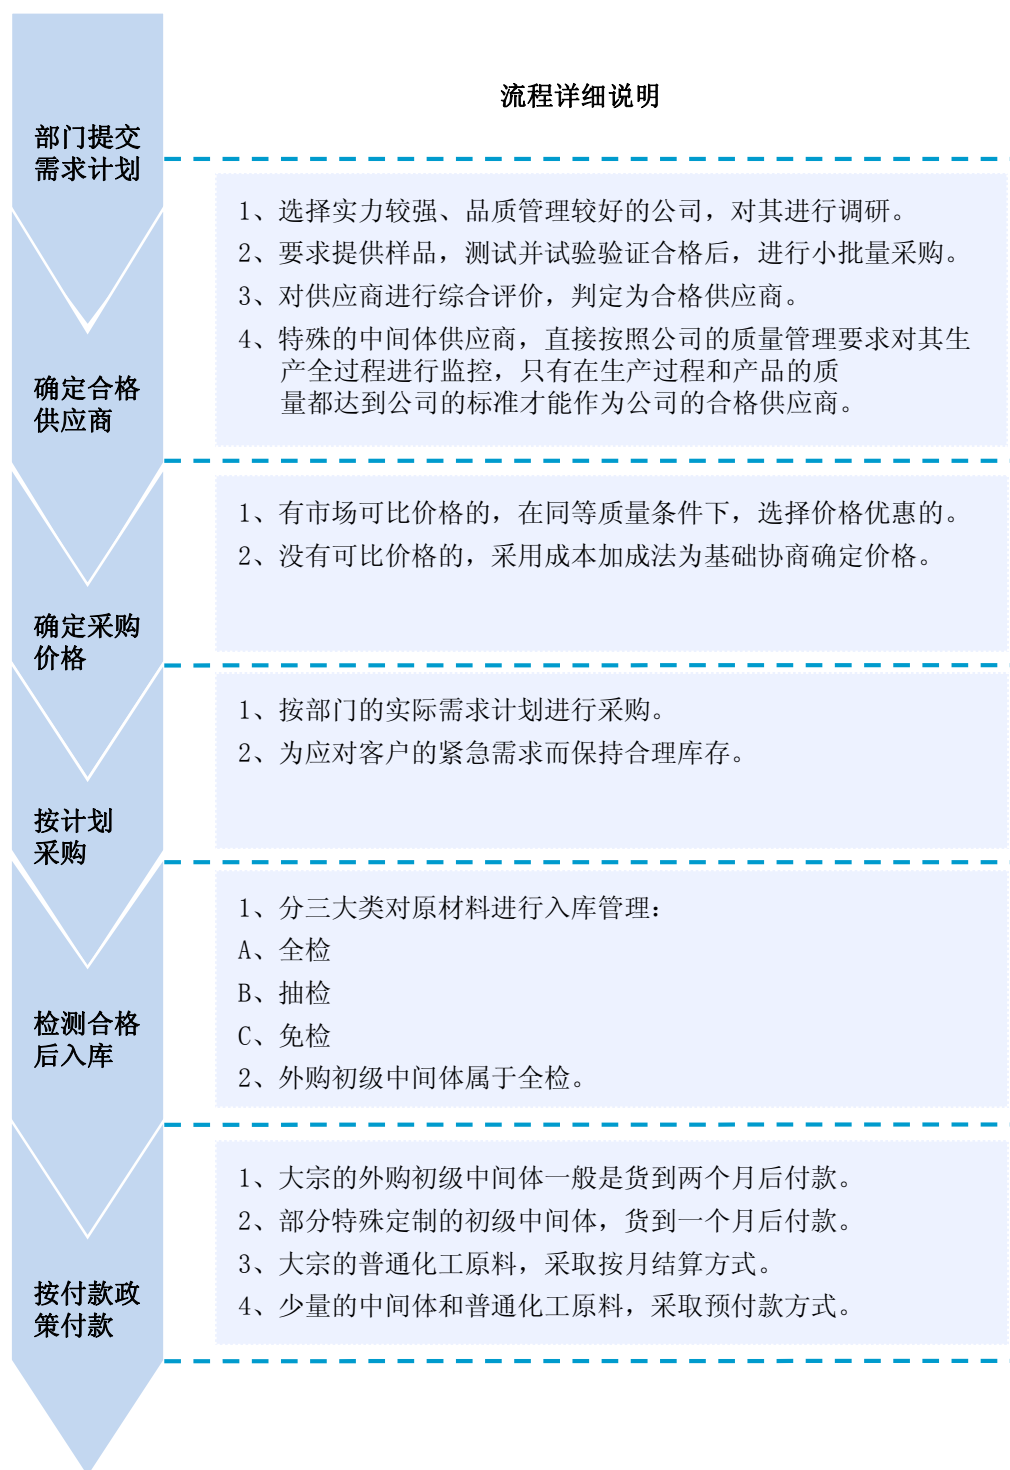 流程详细说明
部门提交
需求计划
1、选择实力较强、品质管理较好的公司，对其进行调研。
2、要求提供样品，测试并试验验证合格后，进行小批量采购。
3、对供应商进行综合评价，判定为合格供应商。
4、特殊的中间体供应商，直接按照公司的质量管理要求对其生
产全过程进行监控，只有在生产过程和产品的质
量都达到公司的标准才能作为公司的合格供应商。
确定合格
供应商
1、有市场可比价格的，在同等质量条件下，选择价格优惠的。
2、没有可比价格的，采用成本加成法为基础协商确定价格。
确定采购
价格
1、按部门的实际需求计划进行采购。
2、为应对客户的紧急需求而保持合理库存。
按计划
采购
1、分三大类对原材料进行入库管理：
A、全检
B、抽检
C、免检
2、外购初级中间体属于全检。
检测合格
后入库
1、大宗的外购初级中间体一般是货到两个月后付款。
2、部分特殊定制的初级中间体，货到一个月后付款。
3、大宗的普通化工原料，采取按月结算方式。
4、少量的中间体和普通化工原料，采取预付款方式。
按付款政
策付款